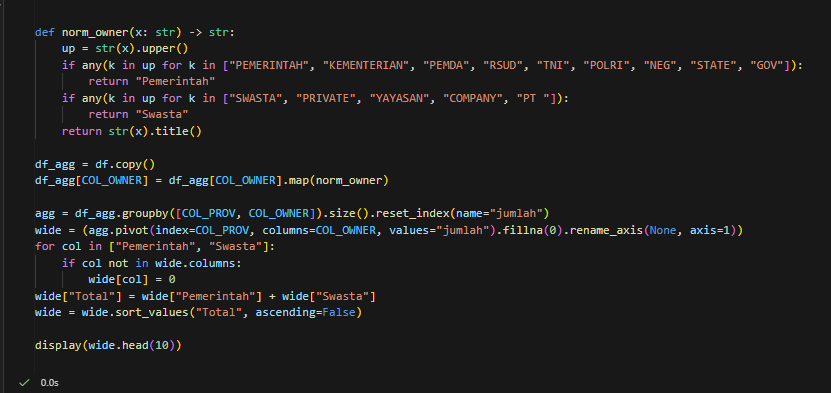 def norm_owner(x: str) -> str:
    up = str(x).upper()
    if any(k in up for k in ["PEMERINTAH", "KEMENTERIAN", "PEMDA", "RSUD", "TNI", "POLRI", "NEG", "STATE", "GOV"]):
        return "Pemerintah"
    if any(k in up for k in ["SWASTA", "PRIVATE", "YAYASAN", "COMPANY", "PT "]):
        return "Swasta"
    return str(x).title()

df_agg = df.copy()
df_agg[COL_OWNER] = df_agg[COL_OWNER].map(norm_owner)

agg = df_agg.groupby([COL_PROV, COL_OWNER]).size().reset_index(name="jumlah")
wide = (agg.pivot(index=COL_PROV, columns=COL_OWNER, values="jumlah").fillna(0).rename_axis(None, axis=1))
for col in ["Pemerintah", "Swasta"]:
    if col not in wide.columns:
        wide[col] = 0
wide["Total"] = wide["Pemerintah"] + wide["Swasta"]
wide = wide.sort_values("Total", ascending=False)

display(wide.head(10))
0.0s